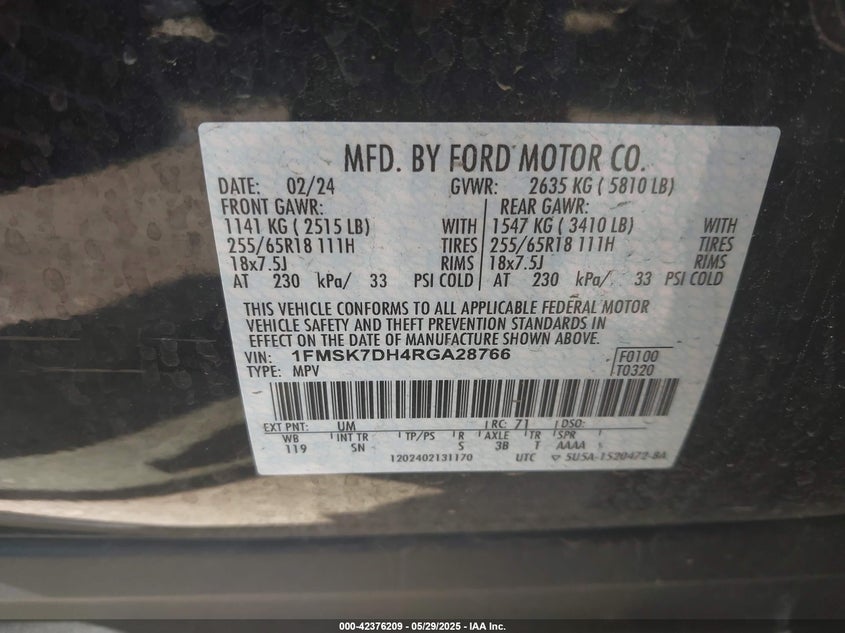 MFD. BY FORD MOTOR CO.
DATE: 02/24 GVWR: 2635 KG ( 5810 LB)
FRONT GAWR: REAR GAWR:
1141 KG ( 2515 LB) WITH 1547 KG ( 3410 LB) WITH
255/65R18 111H TIRES 255/65R18 111H TIRES
18x7.5J RIMS 18x7.5J RIMS
AT 230 kPa/ 33 PSI COLD AT 230 kPa/ 33 PSI COLD
THIS VEHICLE CONFORMS TO ALL APPLICABLE FEDERAL MOTOR
VEHICLE SAFETY AND THEFT PREVENTION STANDARDS IN
EFFECT ON THE DATE OF MANUFACTURE SHOWN ABOVE.
VIN: 1FMSK7DH4RGA28766 F0100
TYPE: MPV T0320
EXT PNT: UM RC: 71 DSO:
WB INT TR TP/PS R AXLE TR SPR
119 SN S 3B T AAAA
1202402131170 UTC 5U5A-1520472-BA
000-42376209 - 05/29/2025 - IAA Inc.